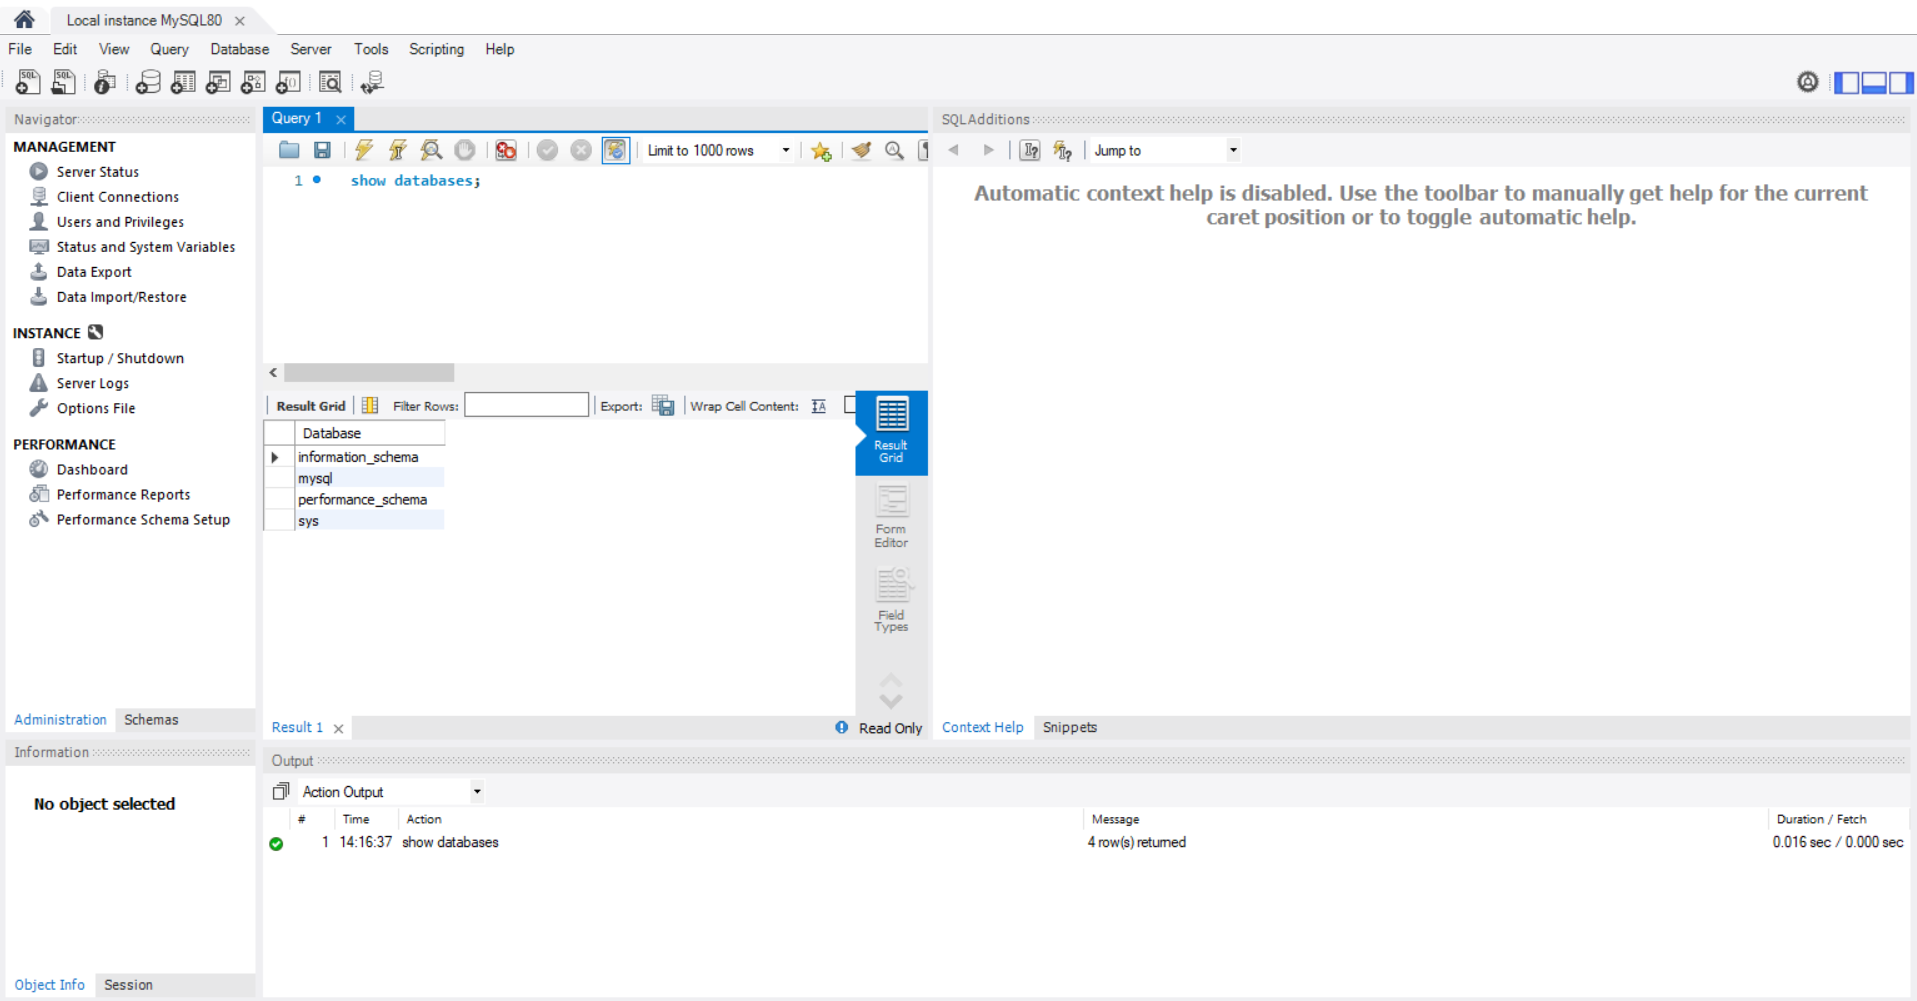 Local instance MySQL80
File Edit View Query Database Server Tools Scripting Help
Navigator
MANAGEMENT
Server Status
Client Connections
Users and Privileges
Status and System Variables
Data Export
Data Import/Restore
INSTANCE
Startup / Shutdown
Server Logs
Options File
PERFORMANCE
Dashboard
Performance Reports
Performance Schema Setup
Administration Schemas
Query 1
Limit to 1000 rows
1 show databases;
Result Grid Filter Rows: Export: Wrap Cell Content:
Database
information_schema
mysql
performance_schema
sys
Result
Grid
Form
Editor
Field
Types
Result 1 Read Only
SQLAdditions
Jump to
Automatic context help is disabled. Use the toolbar to manually get help for the current
caret position or to toggle automatic help.
Context Help Snippets
Information
No object selected
Object Info Session
Output
Action Output
# Time Action Message Duration / Fetch
1 14:16:37 show databases 4 row(s) returned 0.016 sec / 0.000 sec